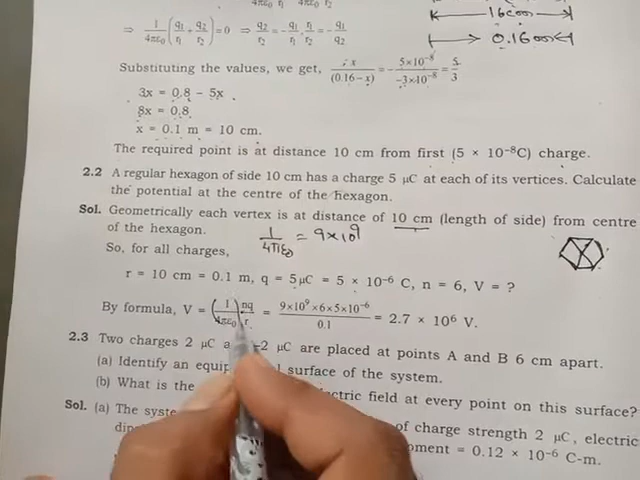 4πε₀ r₁ 4πε₀ r₂
16cm
⇒ 1/4πε₀ (q₁/r₁ + q₂/r₂) = 0 ⇒ q₂/r₂ = -q₁/r₁, r₁/r₂ = -q₁/q₂
0.16cm
Substituting the values, we get, x/(0.16-x) = -5×10⁻⁸/-3×10⁻⁸ = 5/3
3x = 0.8 - 5x
8x = 0.8
x = 0.1 m = 10 cm.
The required point is at distance 10 cm from first (5 × 10⁻⁸C) charge.
2.2 A regular hexagon of side 10 cm has a charge 5 μC at each of its vertices. Calculate
the potential at the centre of the hexagon.
Sol. Geometrically each vertex is at distance of 10 cm (length of side) from centre
of the hexagon.
1/4πε₀ = 9×10⁹
So, for all charges,
r = 10 cm = 0.1 m, q = 5μC = 5 × 10⁻⁶ C, n = 6, V = ?
By formula, V = (1/4πε₀) nq/r = 9×10⁹×6×5×10⁻⁶/0.1 = 2.7 × 10⁶ V.
2.3 Two charges 2 μC a -2 μC are placed at points A and B 6 cm apart.
(a) Identify an equip l surface of the system.
(b) What is the ectric field at every point on this surface?
Sol. (a) The syste of charge strength 2 μC, electric
dip oment = 0.12 × 10⁻⁶ C-m.